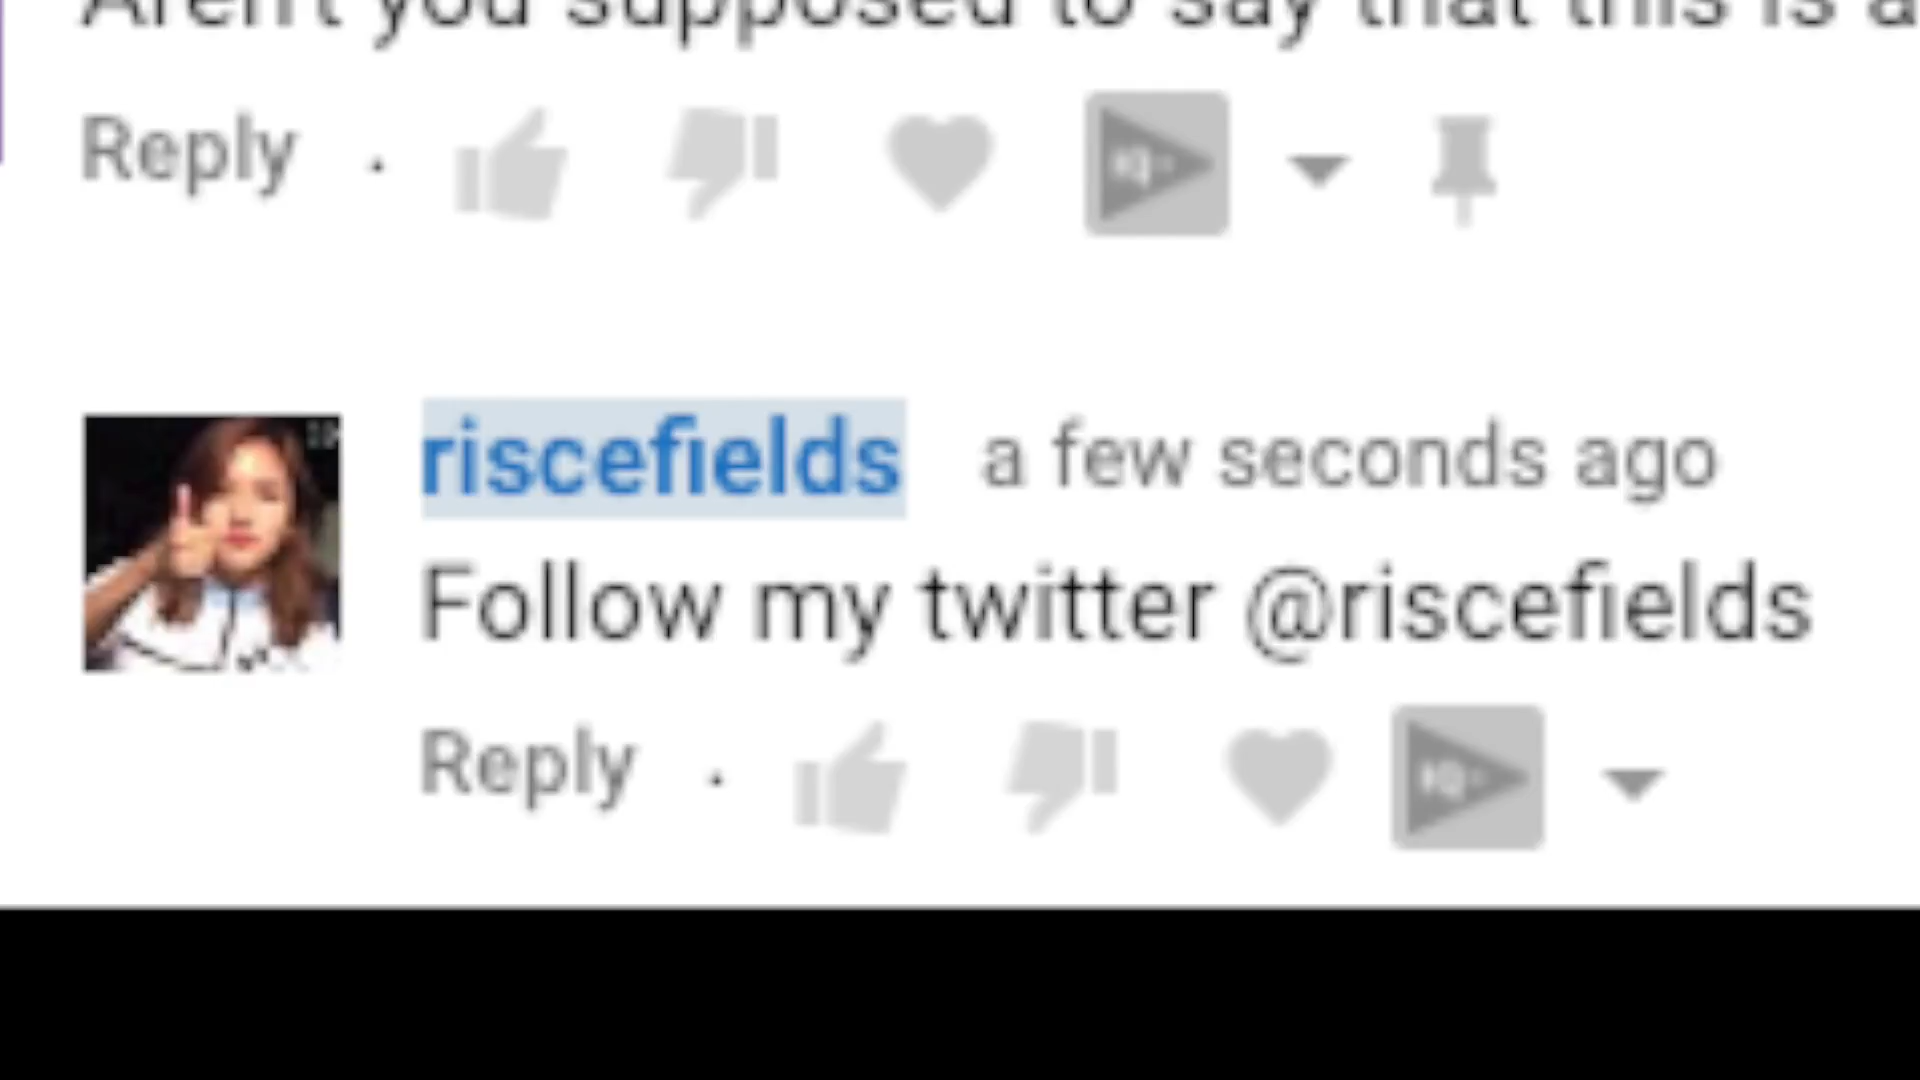 Aren't you supposed to say that this is a
Reply ·
riscefields a few seconds ago
Follow my twitter @riscefields
Reply ·